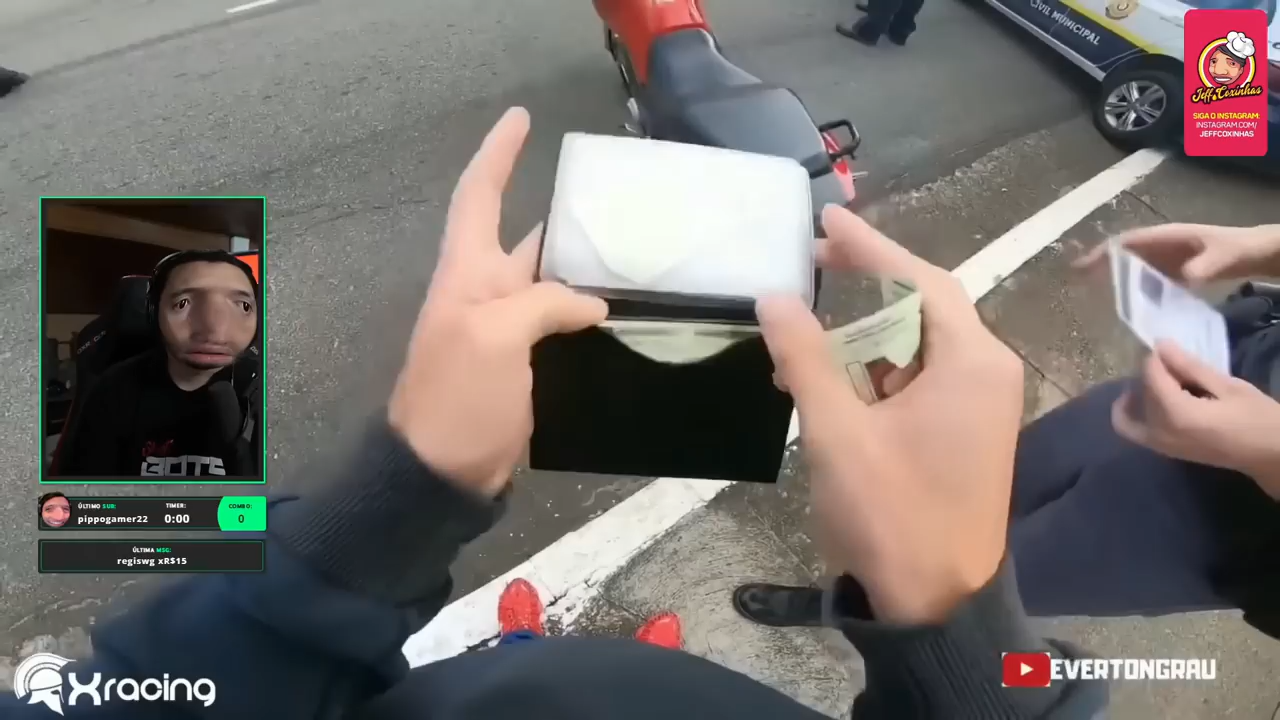 CIVIL MUNICIPAL
Jeff Coxinhas
SIGA O INSTAGRAM:
INSTAGRAM.COM/
JEFFCOXINHAS
ÚLTIMO SUB:
pippogamer22
TIMER:
0:00
COMBO:
0
ÚLTIMA MSG:
regiswg xR$15
Xracing
EVERTONGRAU